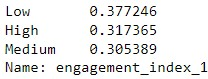 Low       0.377246
High      0.317365
Medium    0.305389
Name: engagement_index_1